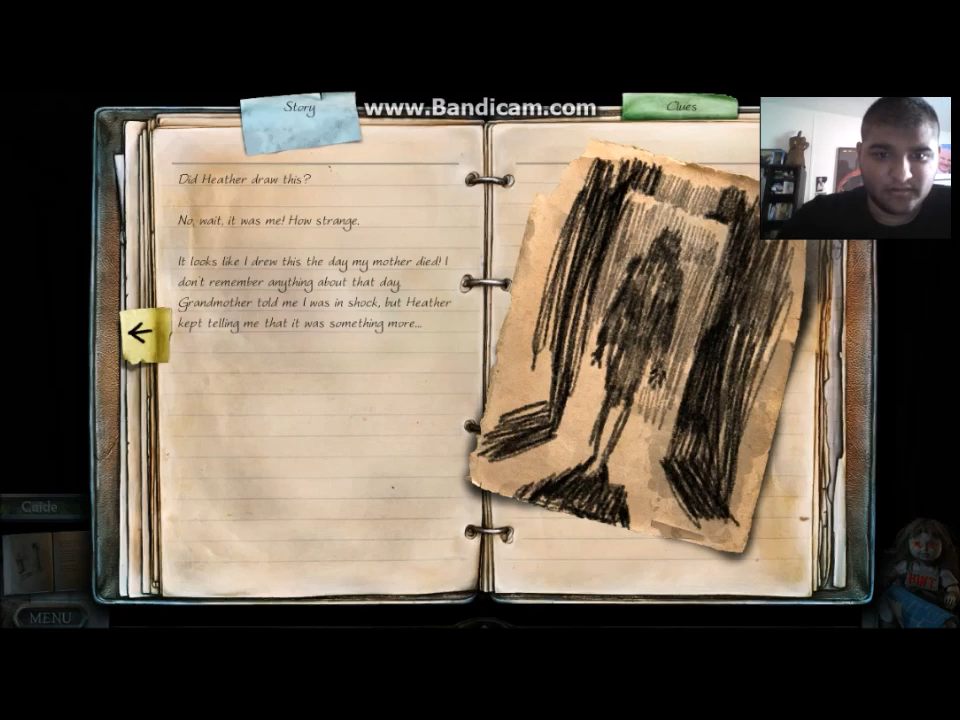 Story
www.Bandicam.com
Clues
Did Heather draw this?
No, wait, it was me! How strange.
It looks like I drew this the day my mother died! I
don't remember anything about that day.
Grandmother told me I was in shock, but Heather
kept telling me that it was something more...
Guide
MENU